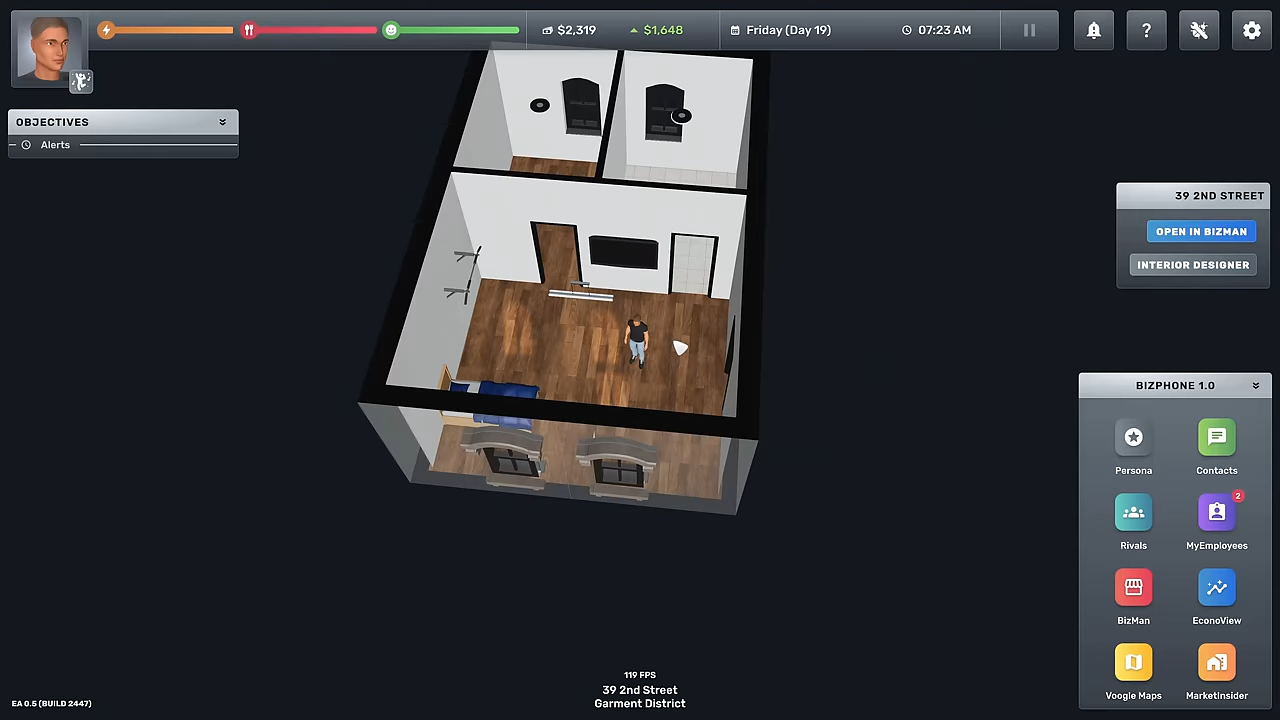 $2,319
$1,648
Friday (Day 19)
07:23 AM
?
OBJECTIVES
Alerts
39 2ND STREET
OPEN IN BIZMAN
INTERIOR DESIGNER
BIZPHONE 1.0
Persona
Contacts
2
Rivals
MyEmployees
BizMan
EconoView
Voogle Maps
MarketInsider
119 FPS
39 2nd Street
Garment District
EA 0.5 (BUILD 2447)